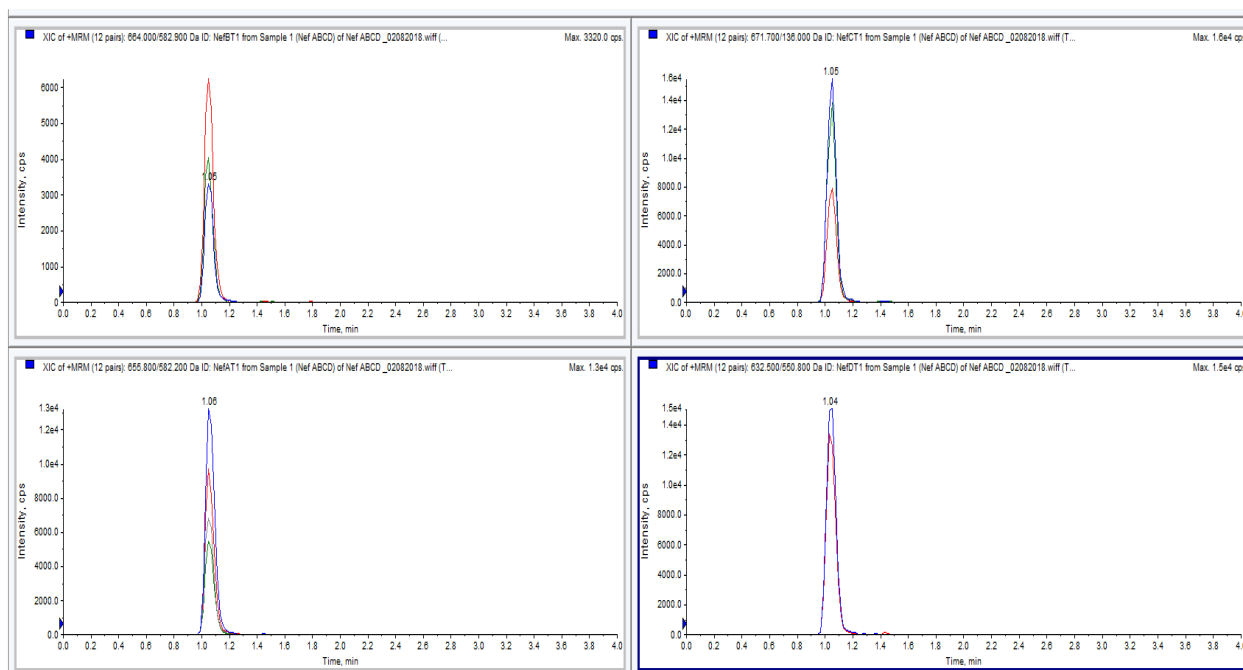 XIC of +MRM (12 pairs): 664.000/582.900 Da ID: NefBT1 from Sample 1 (Nef ABCD) of Nef ABCD _02082018.wiff (... Max. 3320.0 cps.
1.05
6000
5000
4000
3000
2000
1000
0
Intensity, cps
0.0 0.2 0.4 0.6 0.8 1.0 1.2 1.4 1.6 1.8 2.0 2.2 2.4 2.6 2.8 3.0 3.2 3.4 3.6 3.8 4.0
Time, min
XIC of +MRM (12 pairs): 671.700/136.000 Da ID: NefCT1 from Sample 1 (Nef ABCD) of Nef ABCD _02082018.wiff (T... Max. 1.6e4 cps.
1.05
1.6e4
1.4e4
1.2e4
1.0e4
8000.0
6000.0
4000.0
2000.0
0.0
Intensity, cps
0.0 0.2 0.4 0.6 0.8 1.0 1.2 1.4 1.6 1.8 2.0 2.2 2.4 2.6 2.8 3.0 3.2 3.4 3.6 3.8 4.0
Time, min
XIC of +MRM (12 pairs): 655.800/582.200 Da ID: NefAT1 from Sample 1 (Nef ABCD) of Nef ABCD _02082018.wiff (T... Max. 1.3e4 cps.
1.06
1.3e4
1.2e4
1.0e4
8000.0
6000.0
4000.0
2000.0
0.0
Intensity, cps
0.0 0.2 0.4 0.6 0.8 1.0 1.2 1.4 1.6 1.8 2.0 2.2 2.4 2.6 2.8 3.0 3.2 3.4 3.6 3.8 4.0
Time, min
XIC of +MRM (12 pairs): 632.500/550.800 Da ID: NefDT1 from Sample 1 (Nef ABCD) of Nef ABCD _02082018.wiff (T... Max. 1.5e4 cps.
1.04
1.5e4
1.4e4
1.2e4
1.0e4
8000.0
6000.0
4000.0
2000.0
0.0
Intensity, cps
0.0 0.2 0.4 0.6 0.8 1.0 1.2 1.4 1.6 1.8 2.0 2.2 2.4 2.6 2.8 3.0 3.2 3.4 3.6 3.8 4.0
Time, min